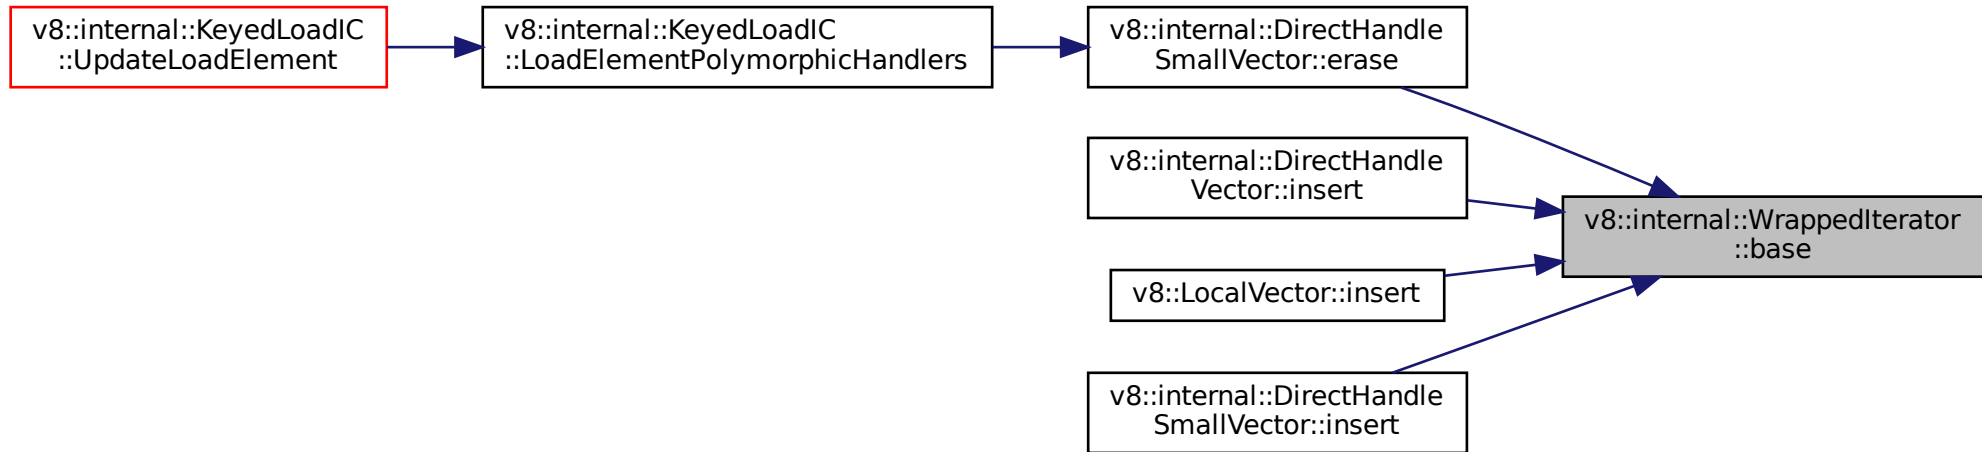 v8::internal::KeyedLoadIC
::UpdateLoadElement
v8::internal::KeyedLoadIC
::LoadElementPolymorphicHandlers
v8::internal::DirectHandle
SmallVector::erase
v8::internal::DirectHandle
Vector::insert
v8::LocalVector::insert
v8::internal::DirectHandle
SmallVector::insert
v8::internal::WrappedIterator
::base